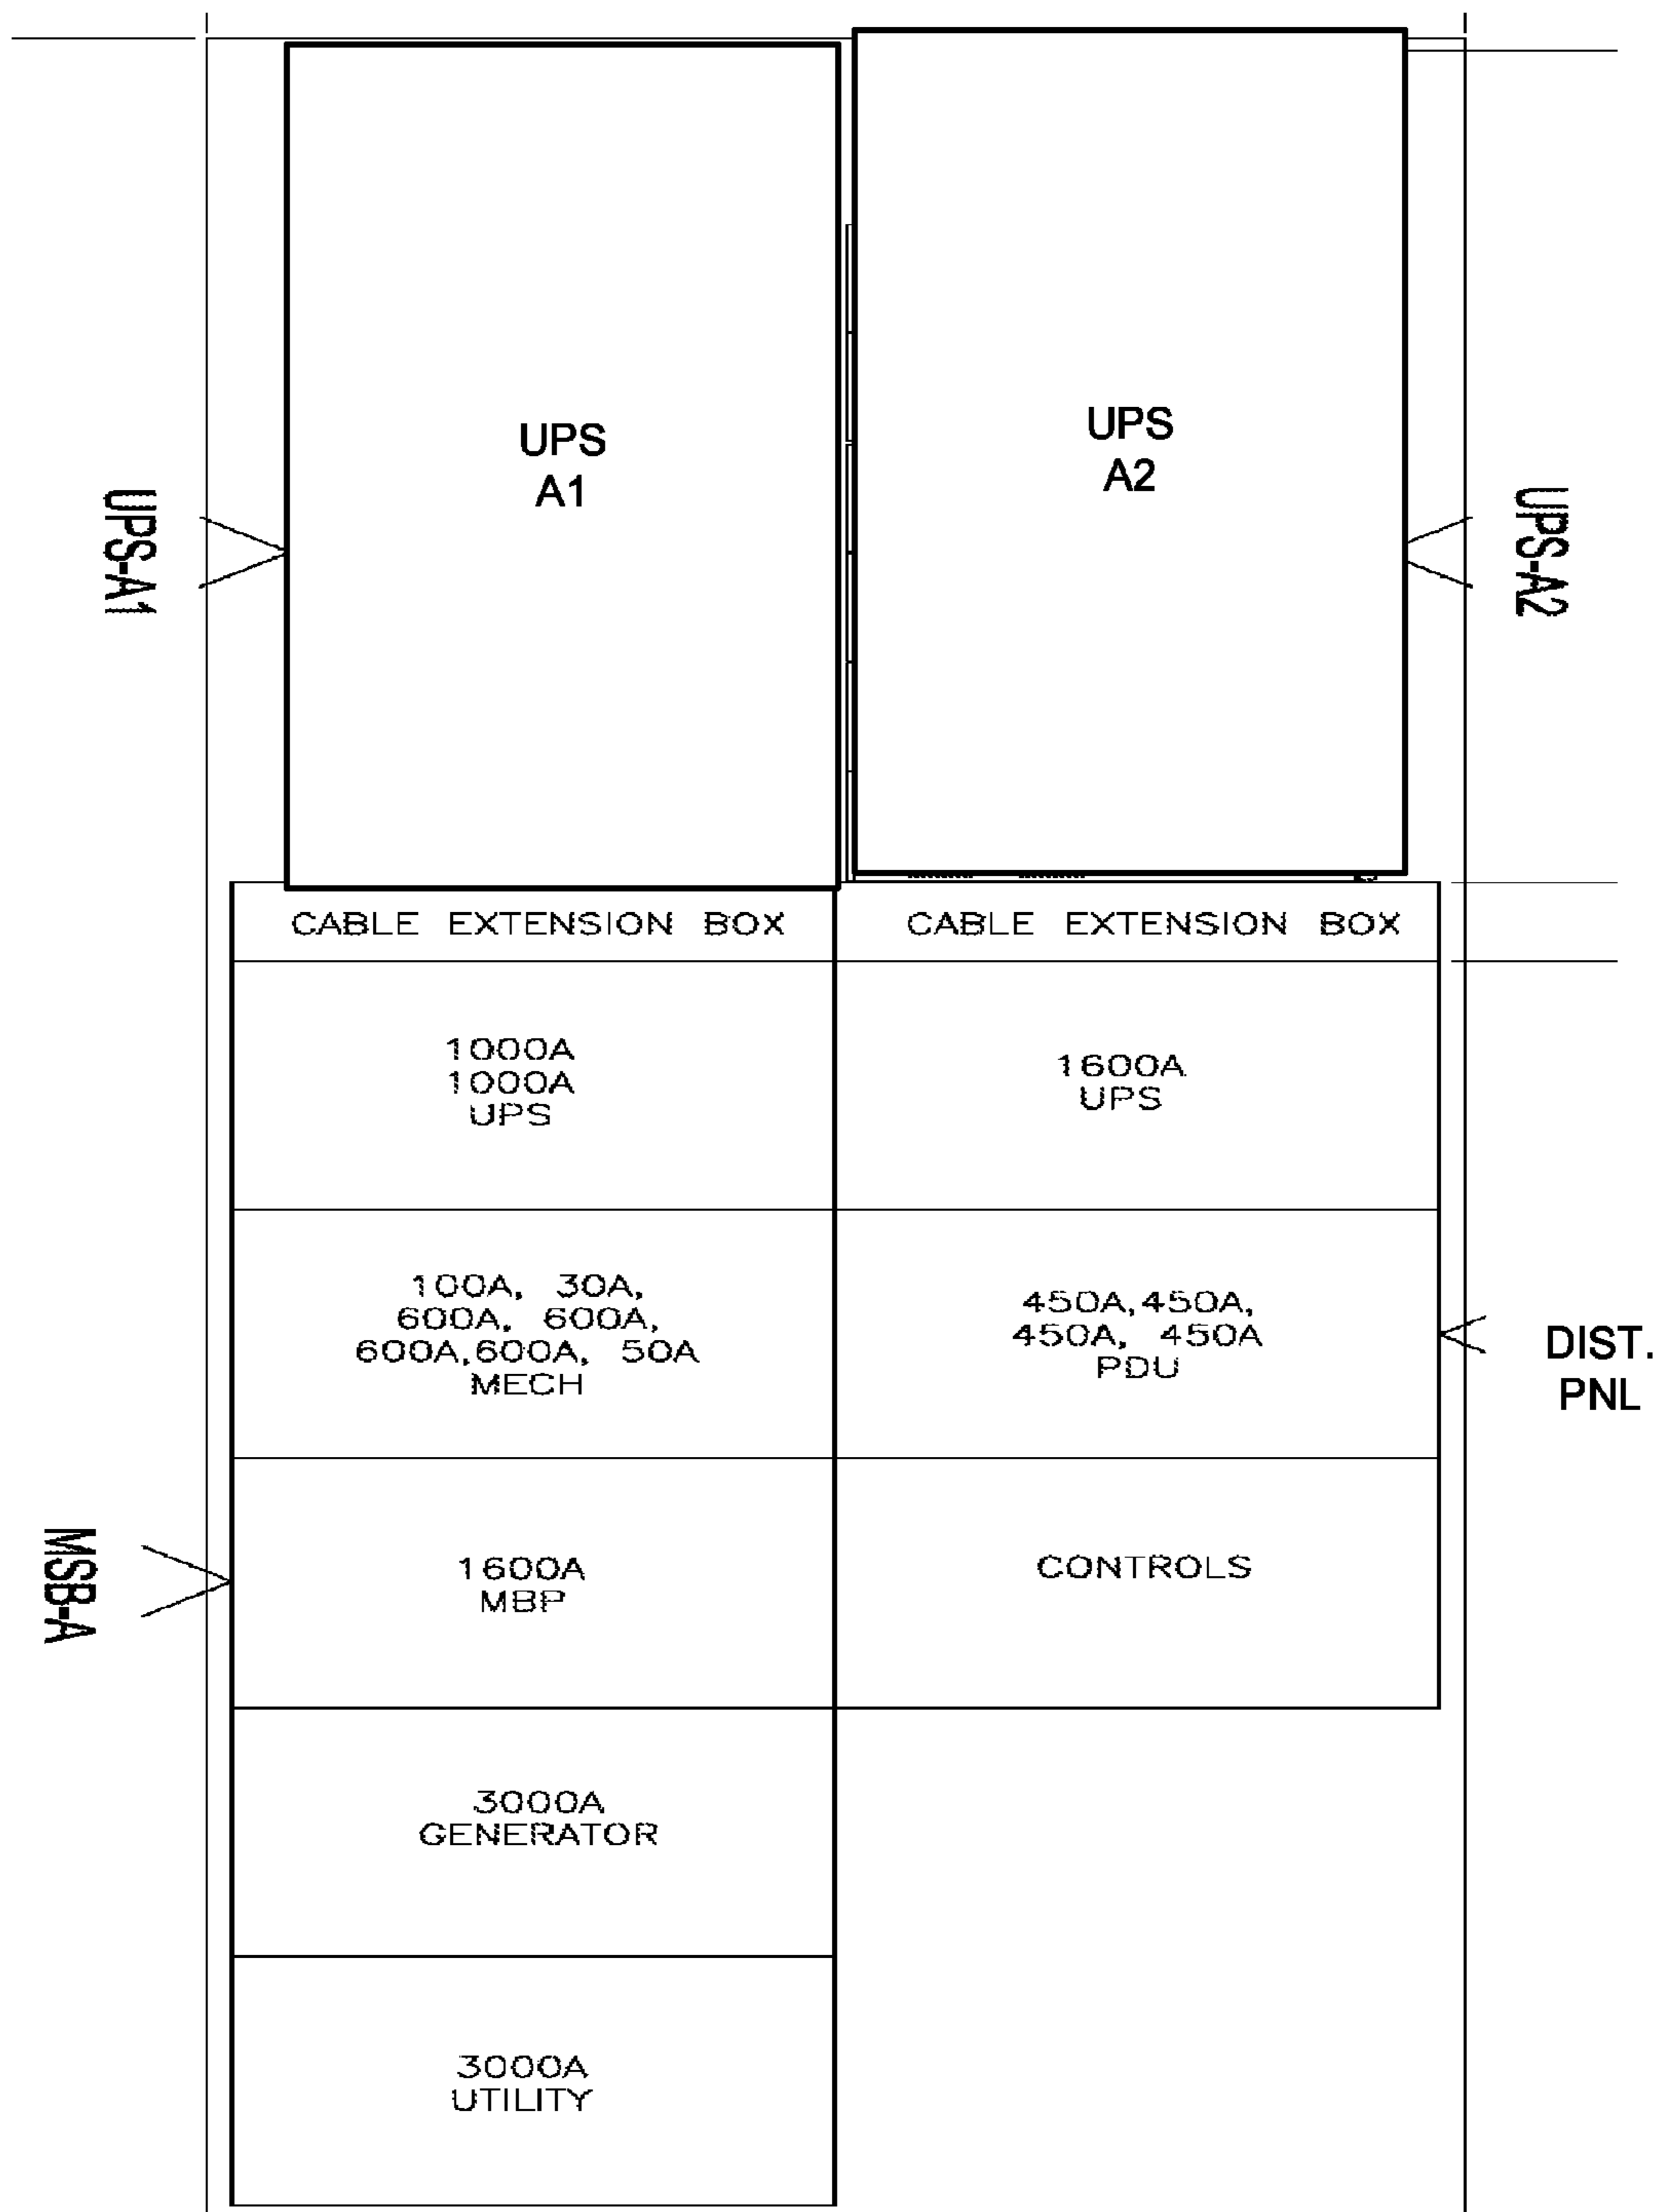 UPS
A1
UPS
A2
UPS-A1
UPS-A2
CABLE EXTENSION BOX
CABLE EXTENSION BOX
1000A
1000A
UPS
1600A
UPS
100A, 30A,
600A, 600A,
600A,600A, 50A
MECH
450A,450A,
450A, 450A
PDU
DIST.
PNL
MSB-A
1600A
MBP
CONTROLS
3000A
GENERATOR
3000A
UTILITY